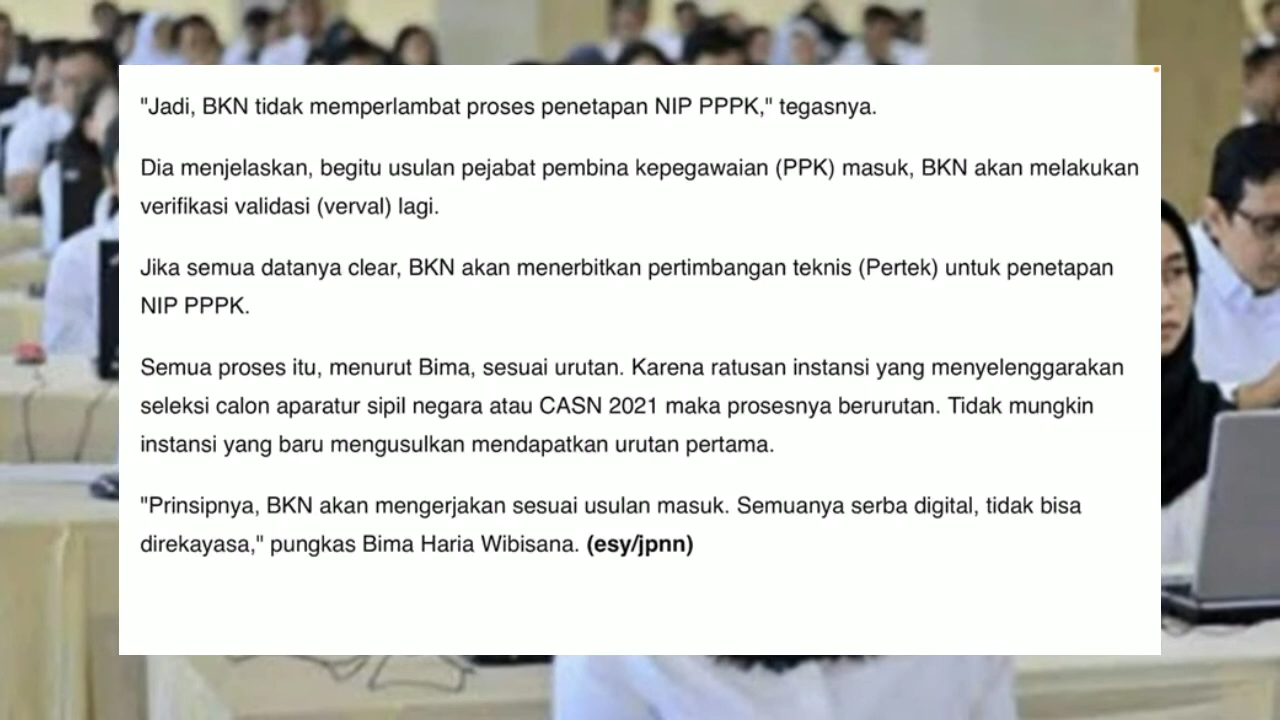 "Jadi, BKN tidak memperlambat proses penetapan NIP PPPK," tegasnya.
Dia menjelaskan, begitu usulan pejabat pembina kepegawaian (PPK) masuk, BKN akan melakukan
verifikasi validasi (verval) lagi.
Jika semua datanya clear, BKN akan menerbitkan pertimbangan teknis (Pertek) untuk penetapan
NIP PPPK.
Semua proses itu, menurut Bima, sesuai urutan. Karena ratusan instansi yang menyelenggarakan
seleksi calon aparatur sipil negara atau CASN 2021 maka prosesnya berurutan. Tidak mungkin
instansi yang baru mengusulkan mendapatkan urutan pertama.
"Prinsipnya, BKN akan mengerjakan sesuai usulan masuk. Semuanya serba digital, tidak bisa
direkayasa," pungkas Bima Haria Wibisana. (esy/jpnn)